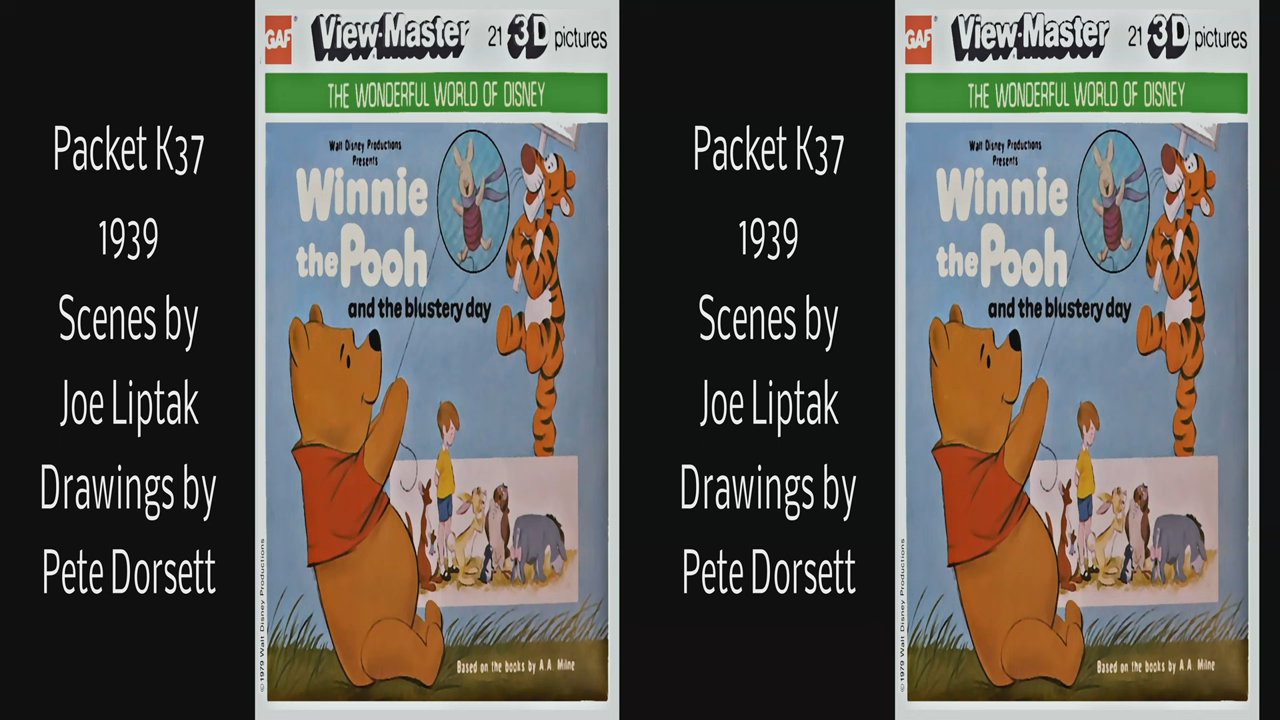 Packet K37
1939
Scenes by
Joe Liptak
Drawings by
Pete Dorsett
GAF®
View-Master 21 3D pictures
THE WONDERFUL WORLD OF DISNEY
Walt Disney Productions
Presents
Winnie
the Pooh
and the blustery day
Based on the books by A A Milne
© 1979 Walt Disney Productions
Packet K37
1939
Scenes by
Joe Liptak
Drawings by
Pete Dorsett
GAF®
View-Master 21 3D pictures
THE WONDERFUL WORLD OF DISNEY
Walt Disney Productions
Presents
Winnie
the Pooh
and the blustery day
Based on the books by A A Milne
© 1979 Walt Disney Productions